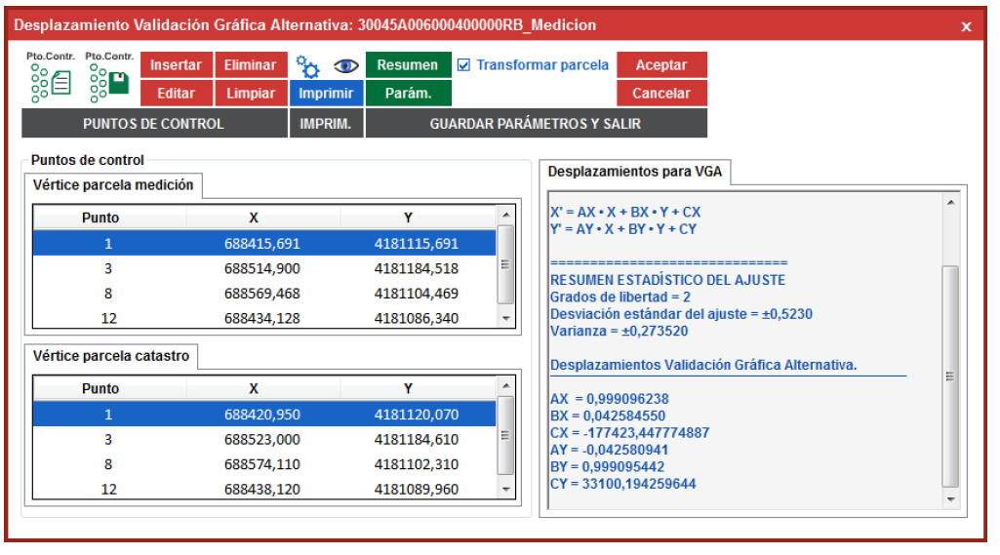 Desplazamiento Validación Gráfica Alternativa: 30045A006000400000RB_Medicion x
Pto.Contr. Pto.Contr. Insertar Eliminar Resumen Transformar parcela Aceptar
Editar Limpiar Imprimir Parám. Cancelar
PUNTOS DE CONTROL IMPRIM. GUARDAR PARÁMETROS Y SALIR
Puntos de control
Vértice parcela medición
Punto X Y
1 688415,691 4181115,691
3 688514,900 4181184,518
8 688569,468 4181104,469
12 688434,128 4181086,340
Vértice parcela catastro
Punto X Y
1 688420,950 4181120,070
3 688523,000 4181184,610
8 688574,110 4181102,310
12 688438,120 4181089,960
Desplazamientos para VGA
X' = AX • X + BX • Y + CX
Y' = AY • X + BY • Y + CY
==============================
RESUMEN ESTADÍSTICO DEL AJUSTE
Grados de libertad = 2
Desviación estándar del ajuste = ±0,5230
Varianza = ±0,273520
Desplazamientos Validación Gráfica Alternativa.
AX = 0,999096238
BX = 0,042584550
CX = -177423,447774887
AY = -0,042580941
BY = 0,999095442
CY = 33100,194259644